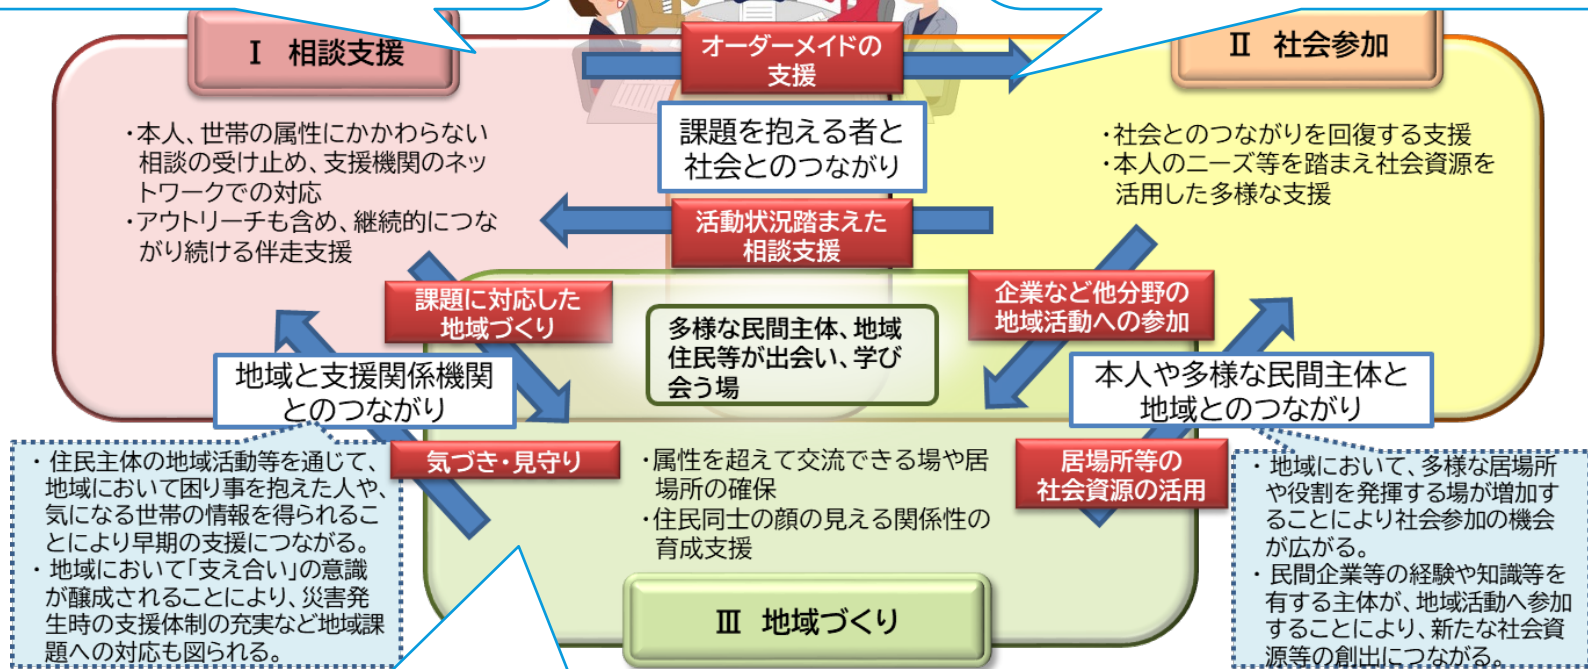 Ⅰ 相談支援
オーダーメイドの
支援
Ⅱ 社会参加
・本人、世帯の属性にかかわらない
相談の受け止め、支援機関のネッ
トワークでの対応
・アウトリーチも含め、継続的につな
がり続ける伴走支援
課題を抱える者と
社会とのつながり
・社会とのつながりを回復する支援
・本人のニーズ等を踏まえ社会資源を
活用した多様な支援
活動状況踏まえた
相談支援
課題に対応した
地域づくり
多様な民間主体、地域
住民等が出会い、学び
会う場
企業など他分野の
地域活動への参加
地域と支援関係機関
とのつながり
本人や多様な民間主体と
地域とのつながり
・住民主体の地域活動等を通じて、
地域において困り事を抱えた人や、
気になる世帯の情報を得られるこ
とにより早期の支援につながる。
・地域において「支え合い」の意識
が醸成されることにより、災害発
生時の支援体制の充実など地域課
題への対応も図られる。
気づき・見守り
・属性を超えて交流できる場や居
場所の確保
・住民同士の顔の見える関係性の
育成支援
居場所等の
社会資源の活用
・地域において、多様な居場所
や役割を発揮する場が増加す
ることにより社会参加の機会
が広がる。
・民間企業等の経験や知識等を
有する主体が、地域活動へ参加
することにより、新たな社会資
源等の創出につながる。
Ⅲ 地域づくり